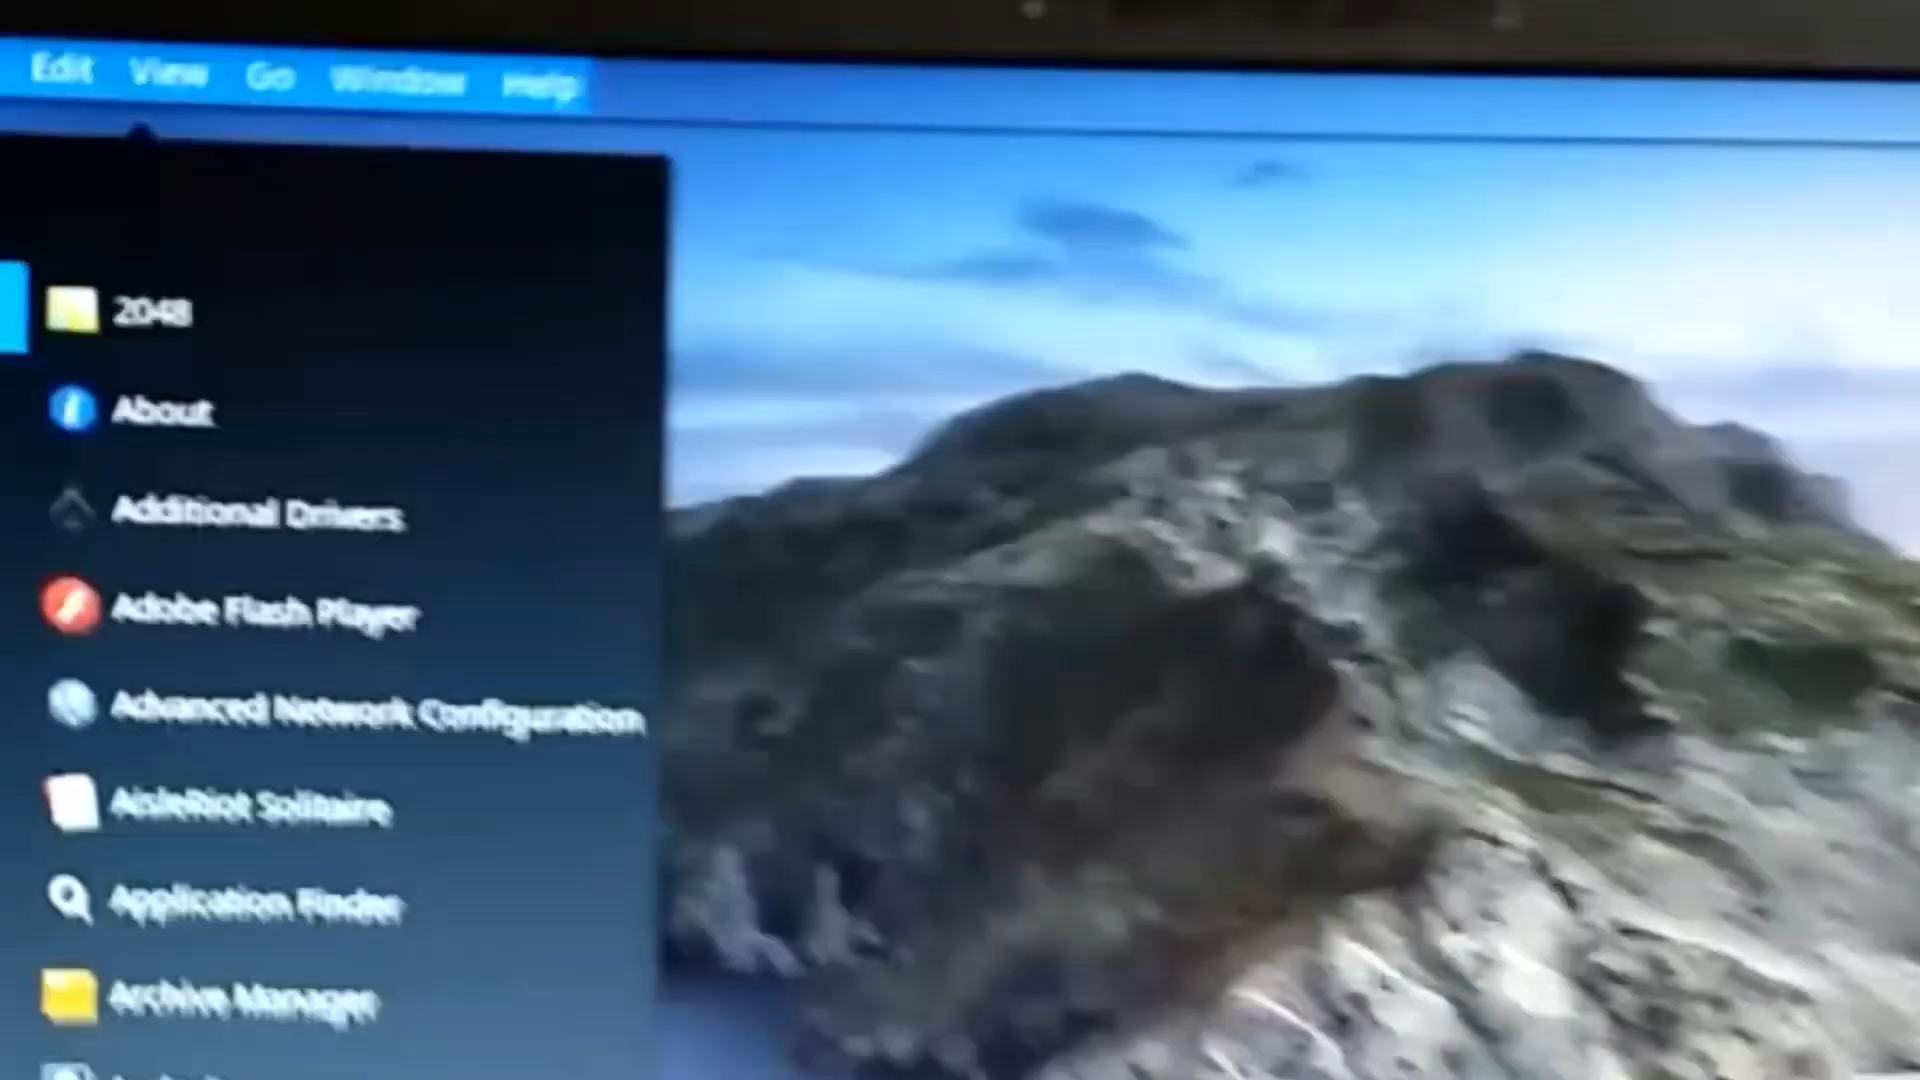 Edit View Go Window Help
2048
About
Additional Drivers
Adobe Flash Player
Advanced Network Configuration
AisleRiot Solitaire
Application Finder
Archive Manager